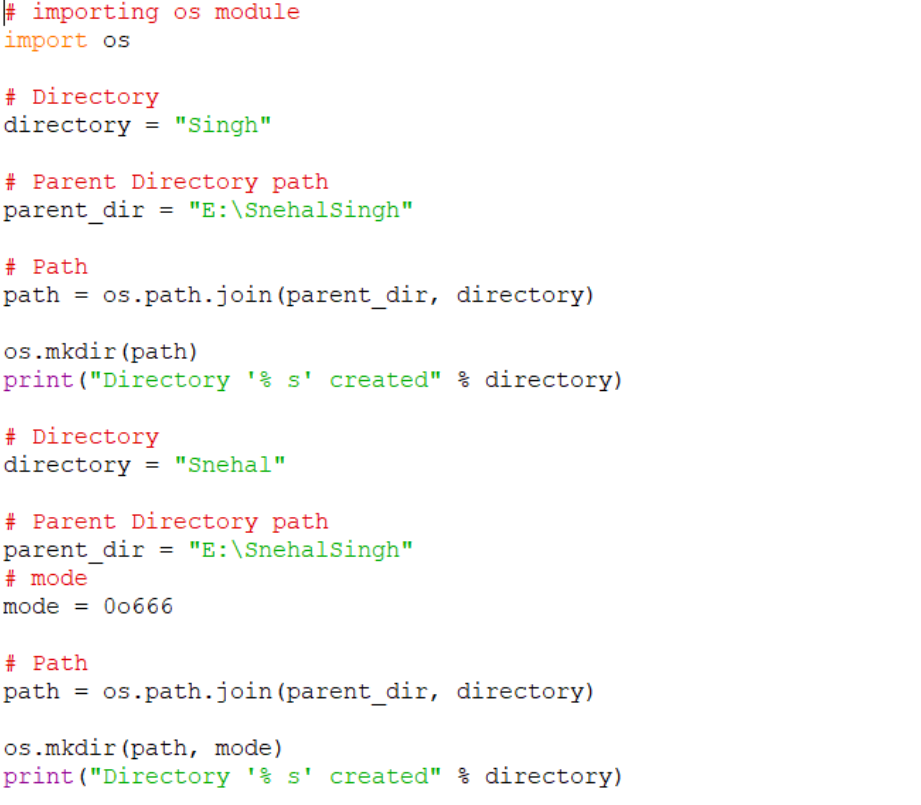 # importing os module
import os
# Directory
directory = "Singh"
# Parent Directory path
parent_dir = "E:\SnehalSingh"
# Path
path = os.path.join(parent_dir, directory)
os.mkdir(path)
print("Directory '% s' created" % directory)
# Directory
directory = "Snehal"
# Parent Directory path
parent_dir = "E:\SnehalSingh"
# mode
mode = 0o666
# Path
path = os.path.join(parent_dir, directory)
os.mkdir(path, mode)
print("Directory '% s' created" % directory)